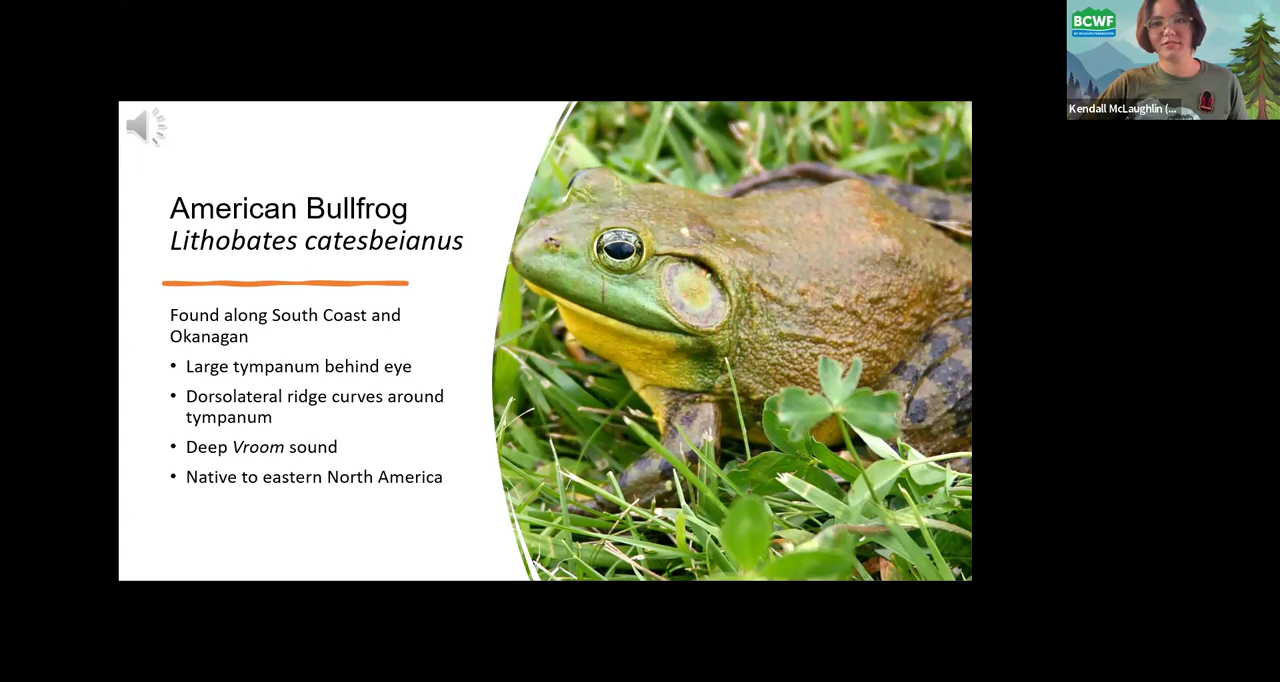 American Bullfrog
Lithobates catesbeianus
Found along South Coast and
Okanagan
• Large tympanum behind eye
• Dorsolateral ridge curves around
tympanum
• Deep Vroom sound
• Native to eastern North America
BCWF
Kendall McLaughlin (...